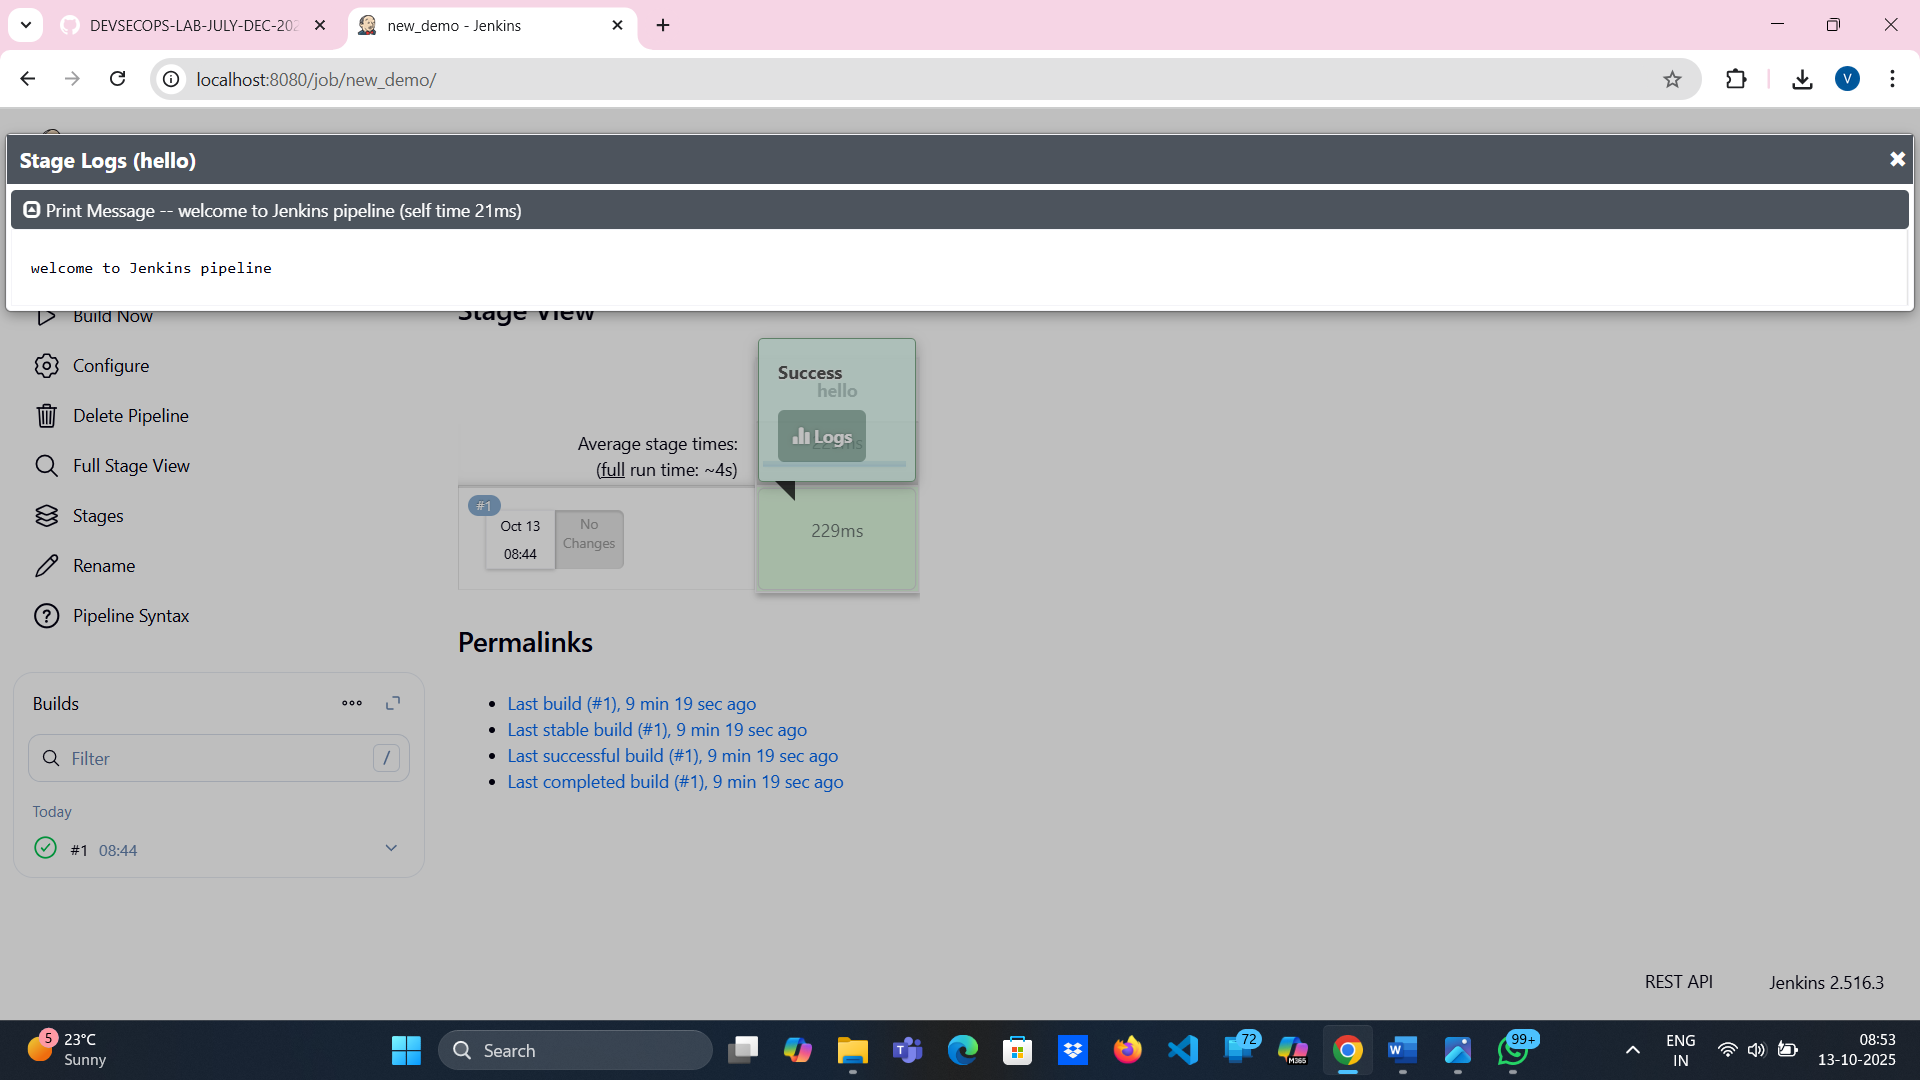 DEVSECOPS-LAB-JULY-DEC-202
new_demo - Jenkins
localhost:8080/job/new_demo/
V
Stage Logs (hello)
Print Message -- welcome to Jenkins pipeline (self time 21ms)
welcome to Jenkins pipeline
Build Now
Configure
Delete Pipeline
Full Stage View
Stages
Rename
Pipeline Syntax
Builds
Filter
/
Today
#1 08:44
Stage View
Success
hello
Logs
Average stage times:
(full run time: ~4s)
#1
Oct 13
08:44
No
Changes
229ms
Permalinks
Last build (#1), 9 min 19 sec ago
Last stable build (#1), 9 min 19 sec ago
Last successful build (#1), 9 min 19 sec ago
Last completed build (#1), 9 min 19 sec ago
REST API
Jenkins 2.516.3
5
23°C
Sunny
Search
72
M365
99+
ENG
IN
08:53
13-10-2025